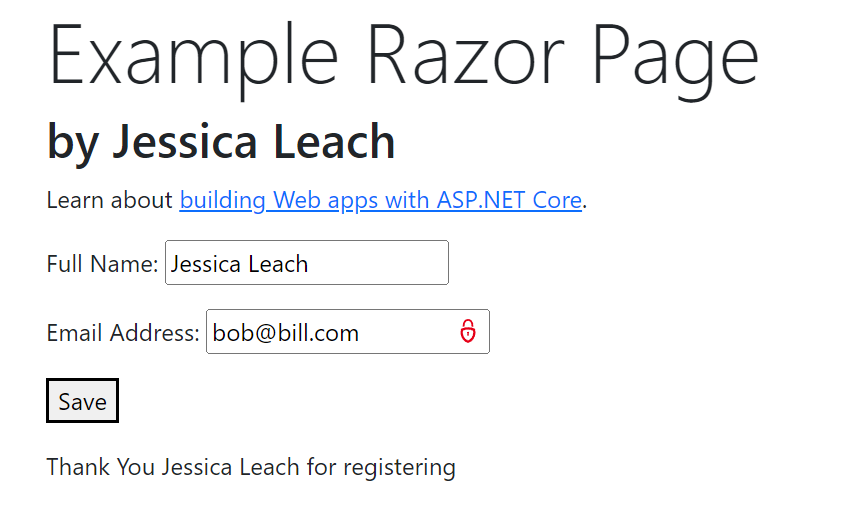 Example Razor Page
by Jessica Leach
Learn about building Web apps with ASP.NET Core.
Full Name: Jessica Leach
Email Address: bob@bill.com
Save
Thank You Jessica Leach for registering